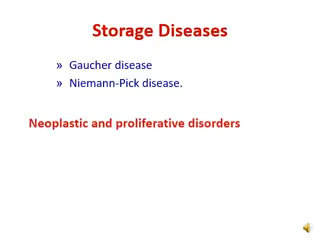 Storage Diseases
» Gaucher disease
» Niemann-Pick disease.
Neoplastic and proliferative disorders